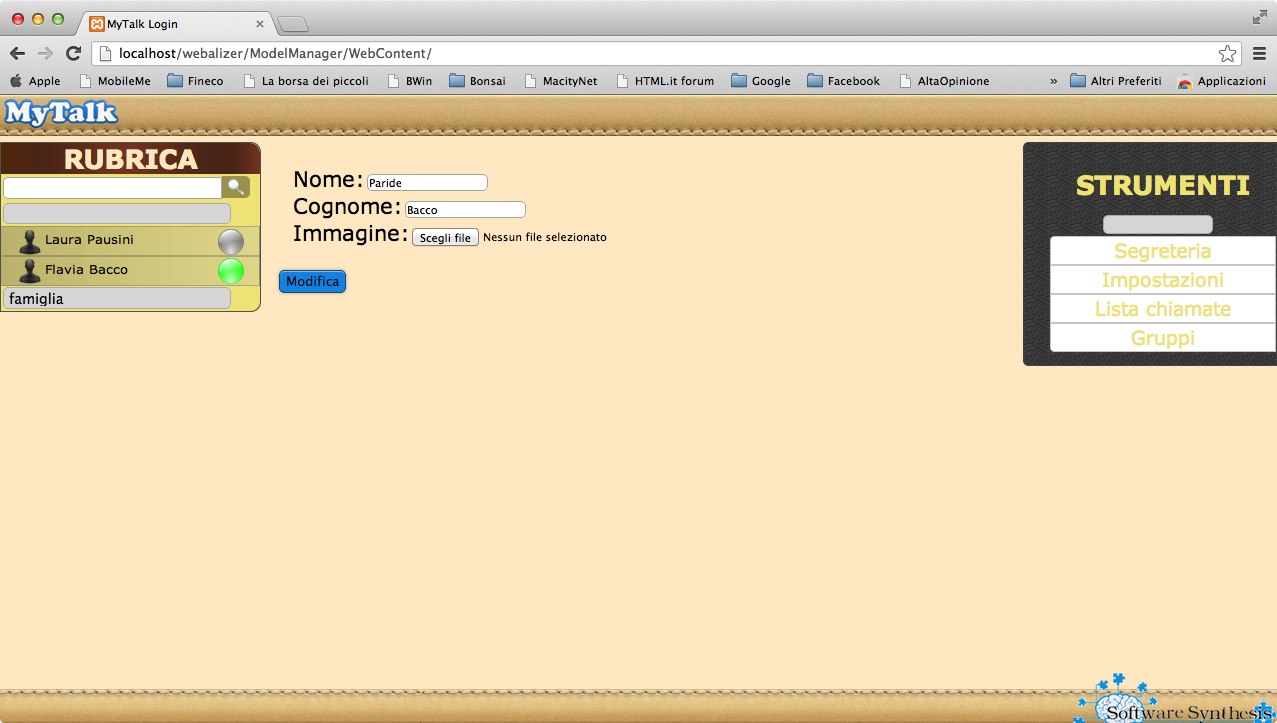 MyTalk Login
localhost/webalizer/ModelManager/WebContent/
Apple MobileMe Fineco La borsa dei piccoli BWin Bonsai MacityNet HTML.it forum Google Facebook AltaOpinione » Altri Preferiti Applicazioni
MyTalk
RUBRICA
Laura Pausini
Flavia Bacco
famiglia
Nome: Paride
Cognome: Bacco
Immagine: Scegli file Nessun file selezionato
Modifica
STRUMENTI
Segreteria
Impostazioni
Lista chiamate
Gruppi
Software Synthesis